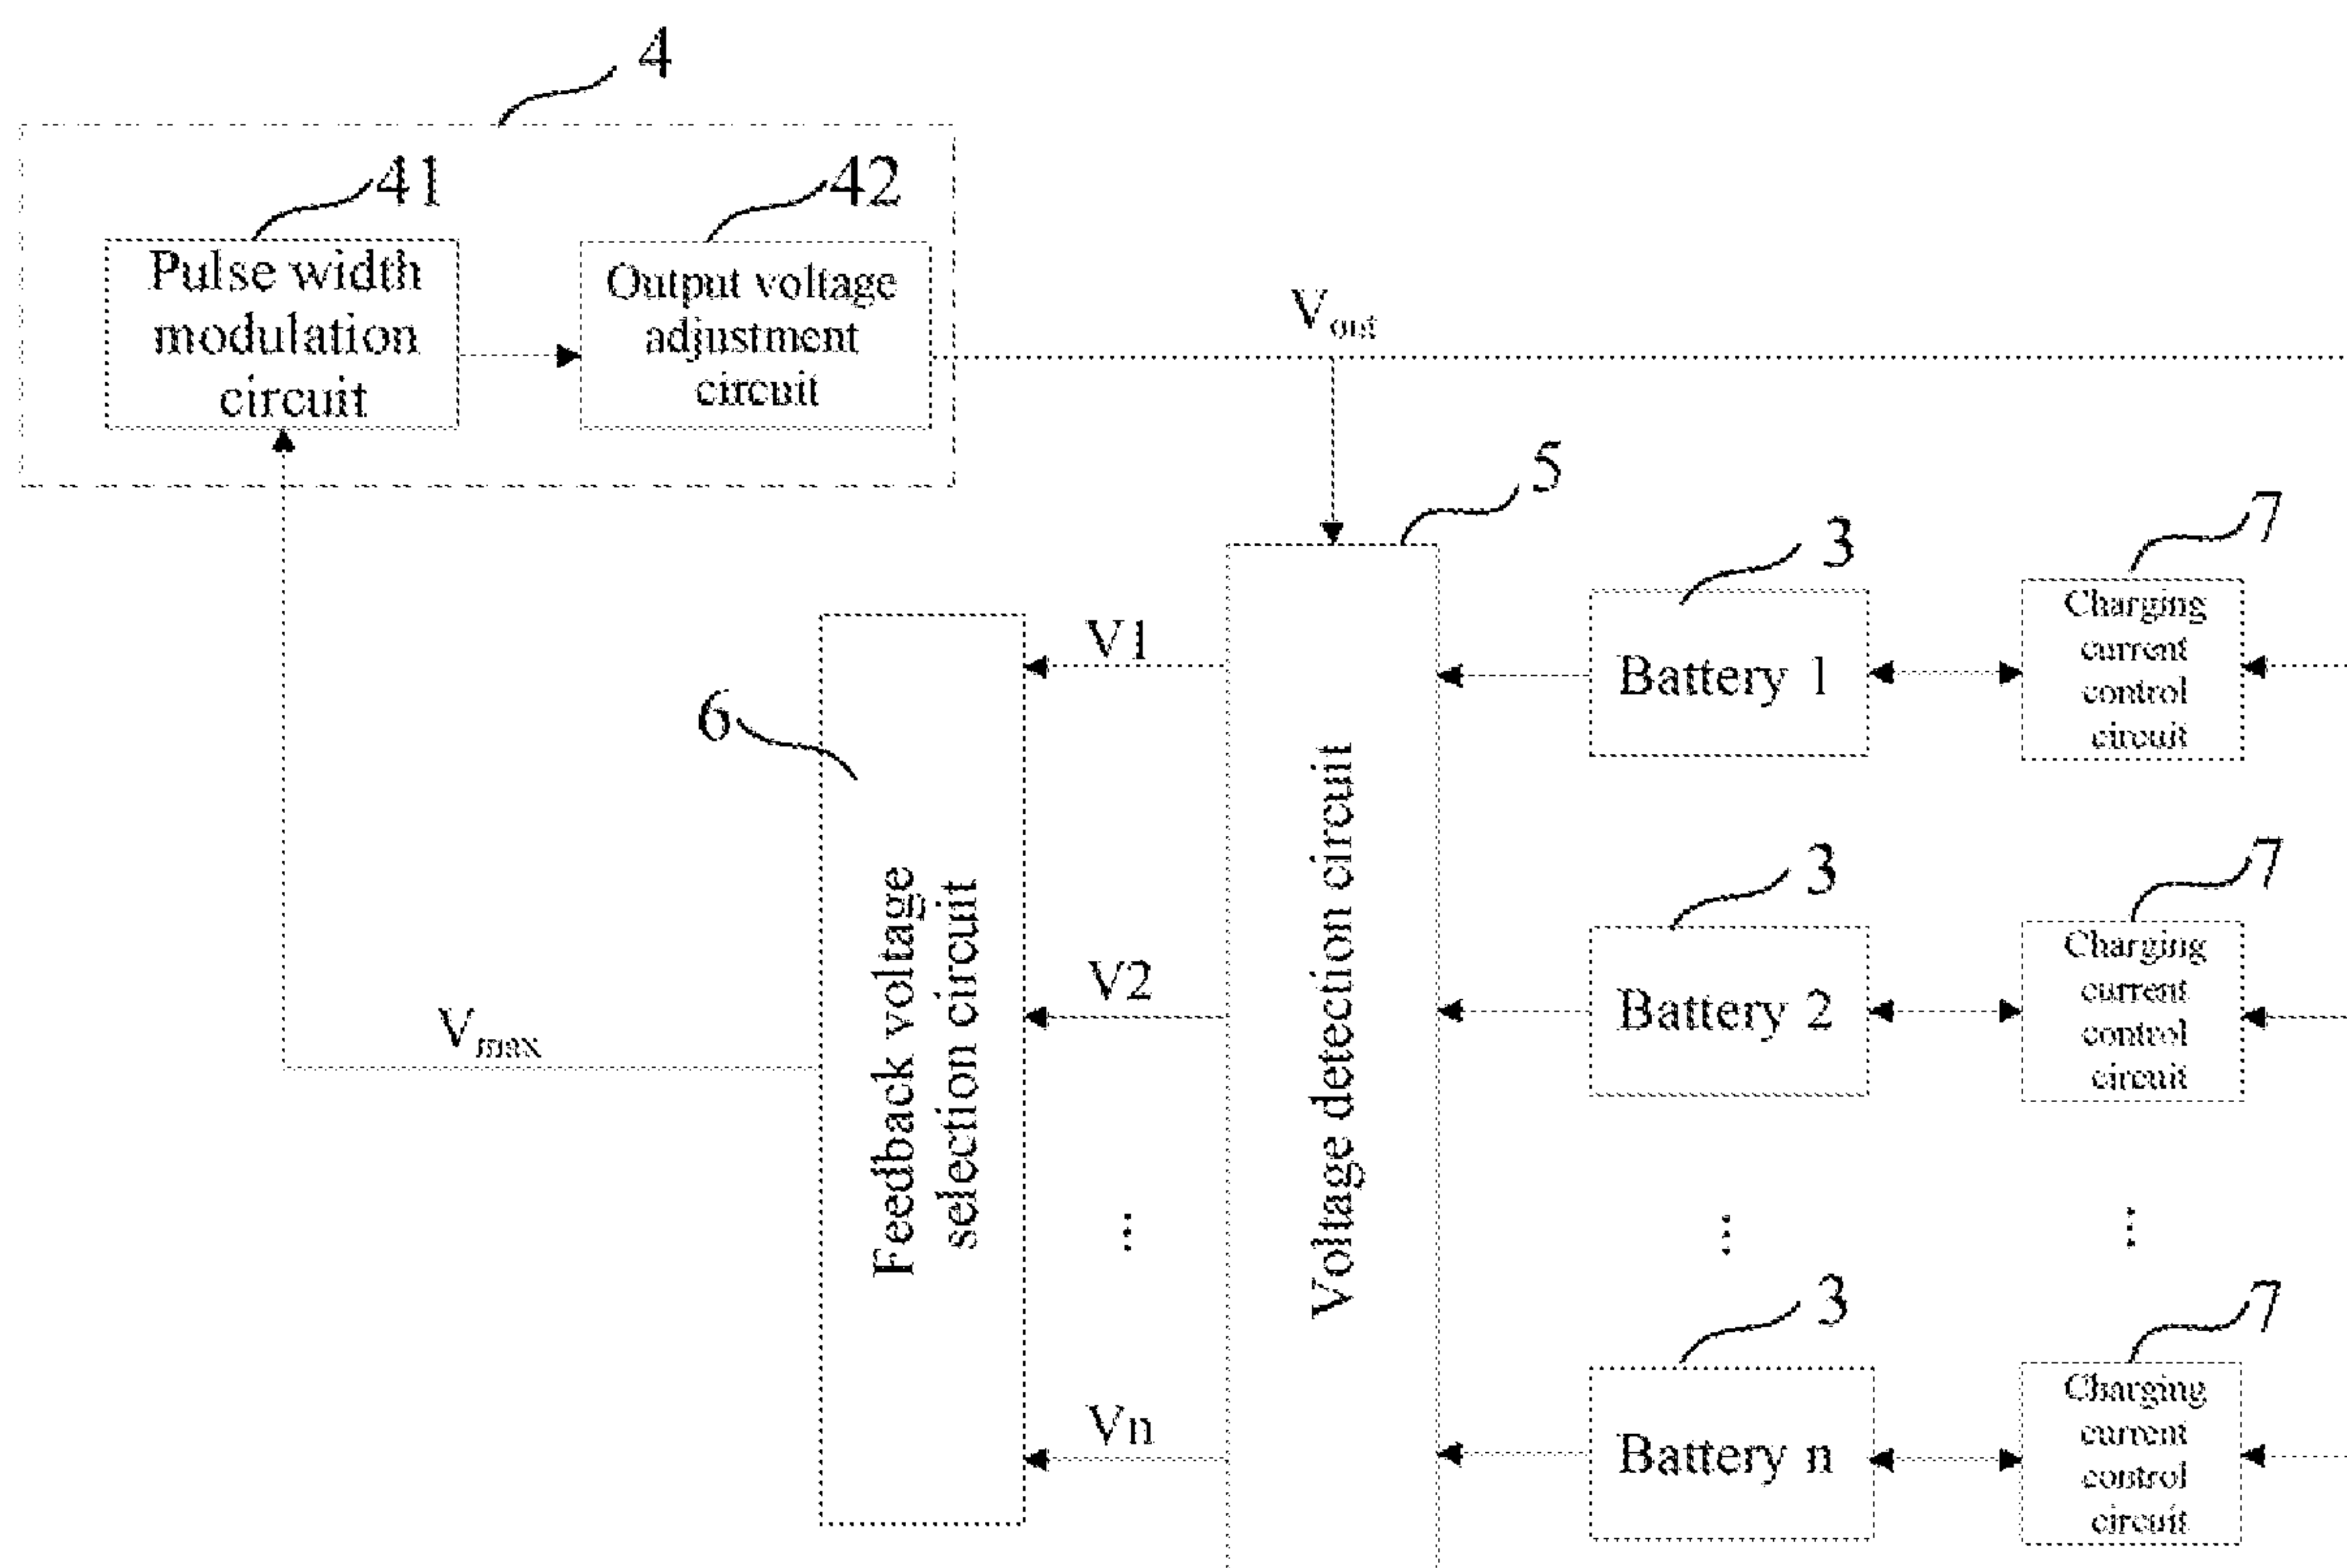 4
41
42
Pulse width
modulation
circuit
Output voltage
adjustment
circuit
Vout
5
3
7
V1
Battery 1
Charging
current
control
circuit
6
Feedback voltage
selection circuit
Voltage detection circuit
3
7
V2
Battery 2
Charging
current
control
circuit
Vmax
⋮
⋮
⋮
3
7
Vn
Battery n
Charging
current
control
circuit